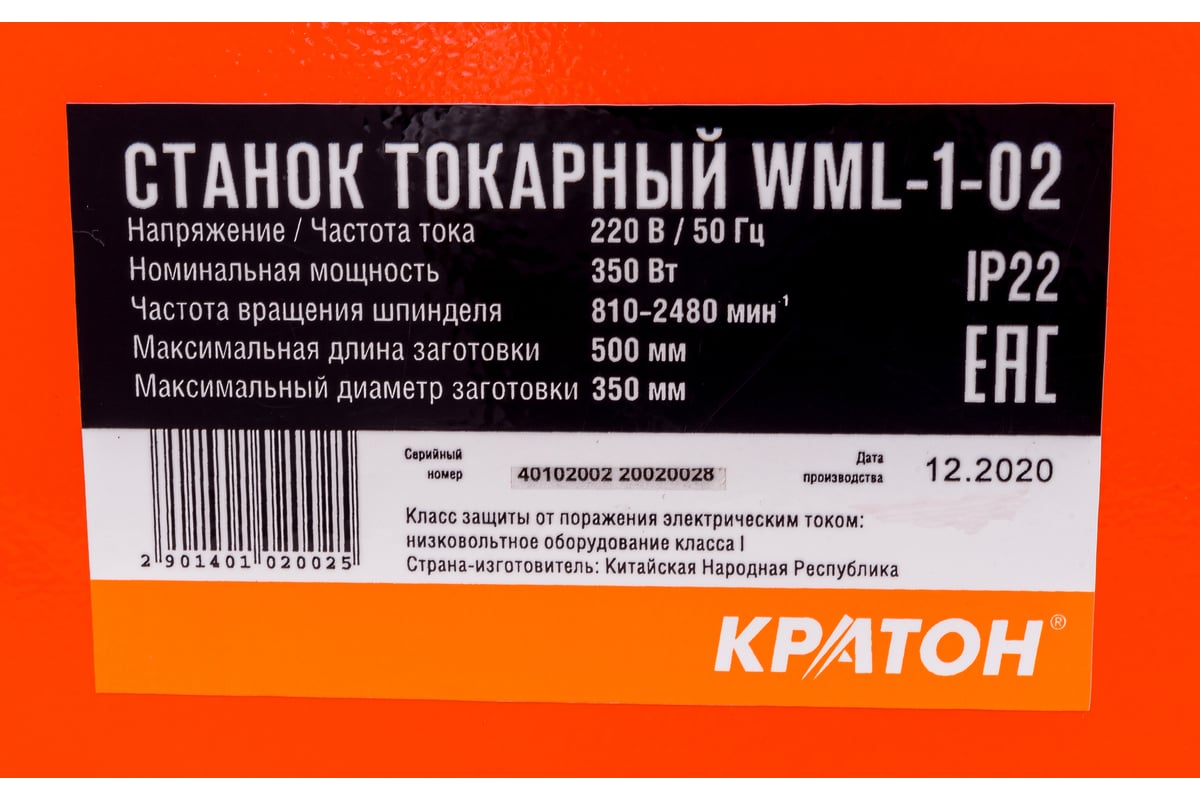 СТАНОК ТОКАРНЫЙ WML-1-02
Напряжение / Частота тока 220 В / 50 Гц
Номинальная мощность 350 Вт
IP22
Частота вращения шпинделя 810-2480 мин¹
Максимальная длина заготовки 500 мм
EAC
Максимальный диаметр заготовки 350 мм
2 901401 020025
Серийный
номер
40102002 20020028
Дата
производства
12.2020
Класс защиты от поражения электрическим током:
низковольтное оборудование класса I
Страна-изготовитель: Китайская Народная Республика
КРАТОН®